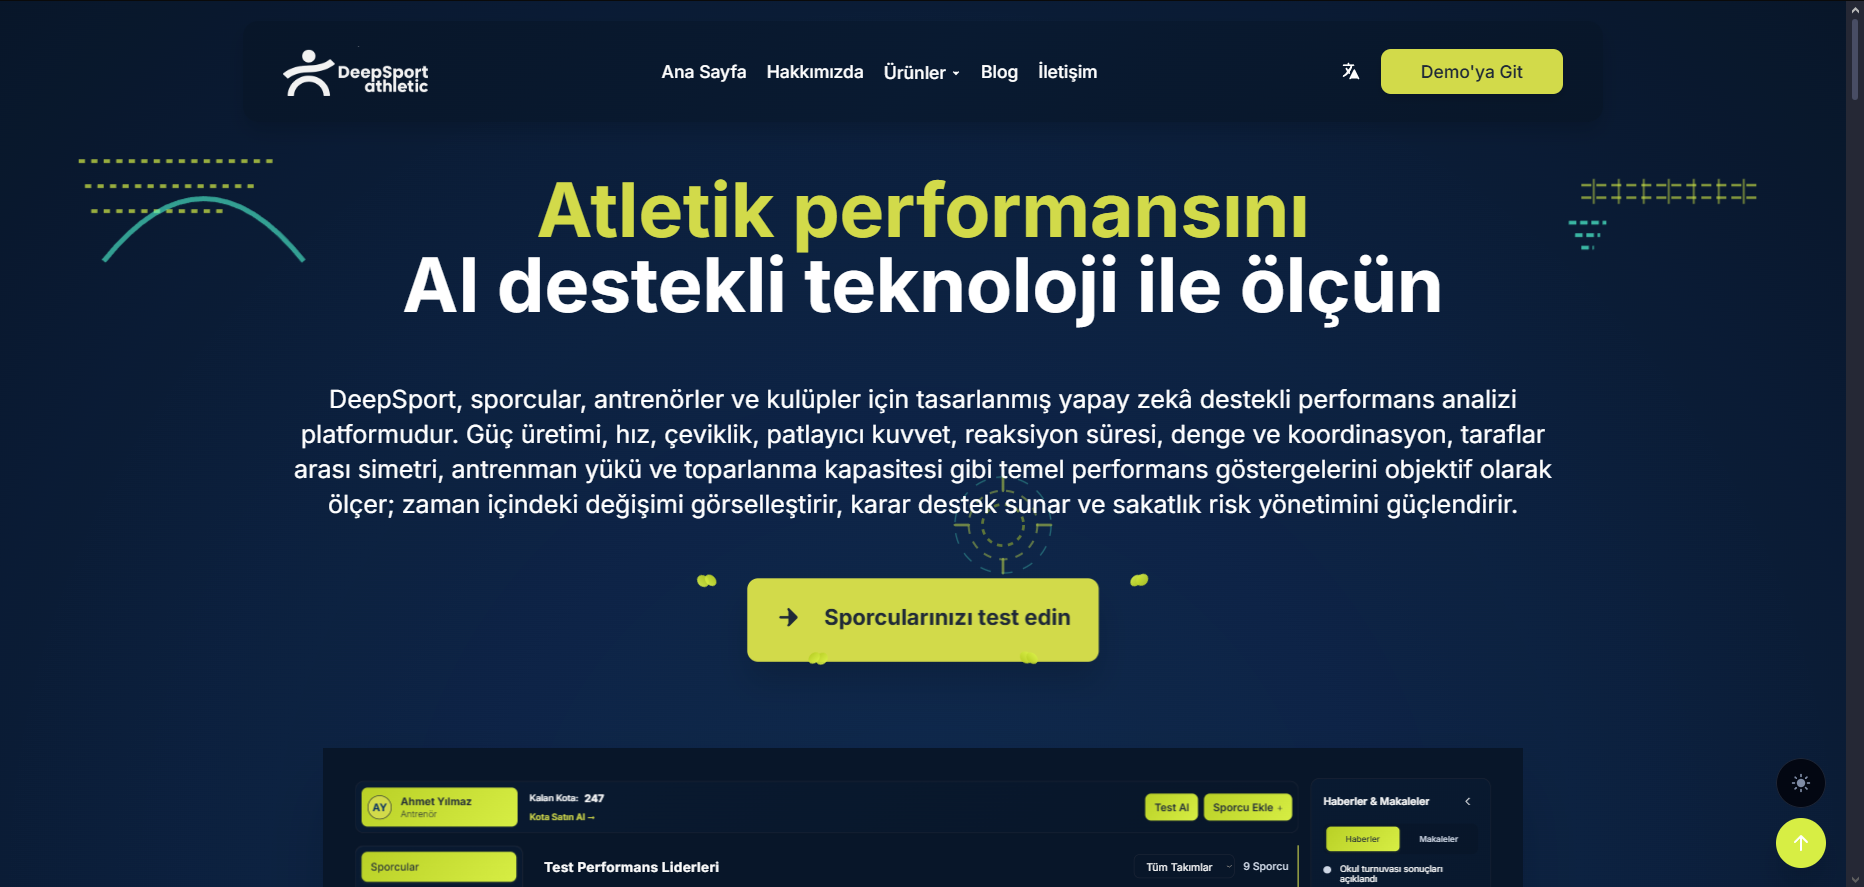 DeepSport
athletic
Ana Sayfa
Hakkımızda
Ürünler
Blog
İletişim
Demo'ya Git
Atletik performansını
AI destekli teknoloji ile ölçün
DeepSport, sporcular, antrenörler ve kulüpler için tasarlanmış yapay zekâ destekli performans analizi
platformudur. Güç üretimi, hız, çeviklik, patlayıcı kuvvet, reaksiyon süresi, denge ve koordinasyon, taraflar
arası simetri, antrenman yükü ve toparlanma kapasitesi gibi temel performans göstergelerini objektif olarak
ölçer; zaman içindeki değişimi görselleştirir, karar destek sunar ve sakatlık risk yönetimini güçlendirir.
→ Sporcularınızı test edin
AY
Ahmet Yılmaz
Antrenör
Kalan Kota: 247
Kota Satın Al →
Test Al
Sporcu Ekle +
Haberler & Makaleler
Haberler
Makaleler
Sporcular
Test Performans Liderleri
Tüm Takımlar
9 Sporcu
Okul turnuvası sonuçları
açıklandı